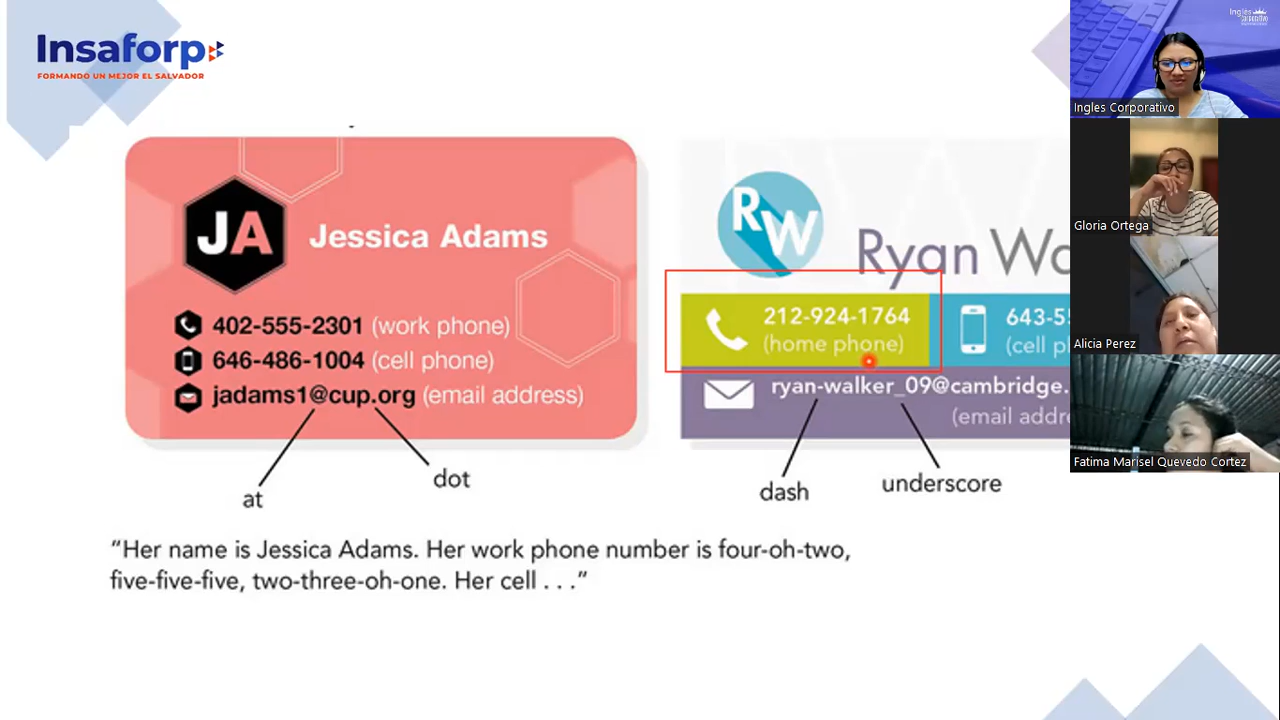 Insaforp
FORMANDO UN MEJOR EL SALVADOR
JA
Jessica Adams
402-555-2301 (work phone)
646-486-1004 (cell phone)
jadams1@cup.org (email address)
at
dot
RW
Ryan Wa
212-924-1764
(home phone)
643-5
(cell p
ryan-walker_09@cambridge.
(email addre
dash
underscore
"Her name is Jessica Adams. Her work phone number is four-oh-two,
five-five-five, two-three-oh-one. Her cell . . ."
Ingles Corporativo
Gloria Ortega
Alicia Perez
Fatima Marisel Quevedo Cortez